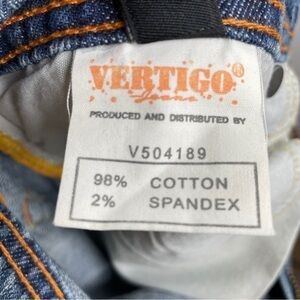 VERTIGO®
Jeans
PRODUCED AND DISTRIBUTED BY
V504189
98% COTTON
2% SPANDEX